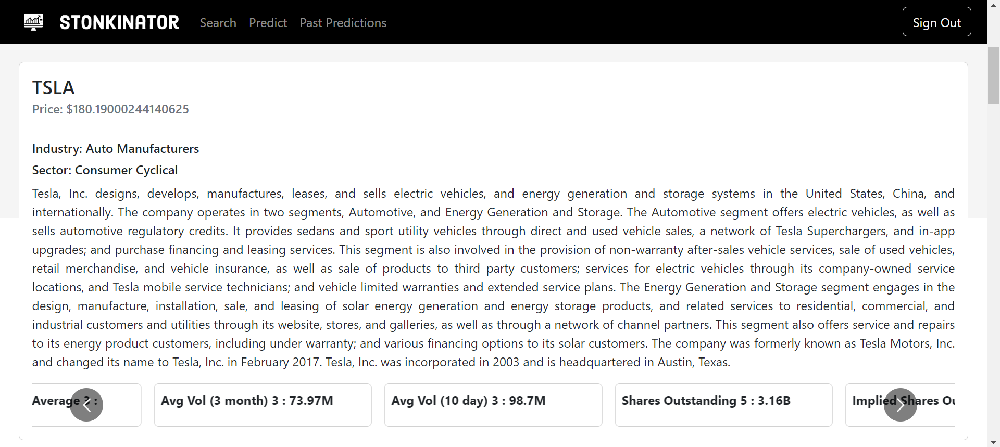 STONKINATOR Search Predict Past Predictions Sign Out
TSLA
Price: $180.19000244140625
Industry: Auto Manufacturers
Sector: Consumer Cyclical
Tesla, Inc. designs, develops, manufactures, leases, and sells electric vehicles, and energy generation and storage systems in the United States, China, and
internationally. The company operates in two segments, Automotive, and Energy Generation and Storage. The Automotive segment offers electric vehicles, as well as
sells automotive regulatory credits. It provides sedans and sport utility vehicles through direct and used vehicle sales, a network of Tesla Superchargers, and in-app
upgrades; and purchase financing and leasing services. This segment is also involved in the provision of non-warranty after-sales vehicle services, sale of used vehicles,
retail merchandise, and vehicle insurance, as well as sale of products to third party customers; services for electric vehicles through its company-owned service
locations, and Tesla mobile service technicians; and vehicle limited warranties and extended service plans. The Energy Generation and Storage segment engages in the
design, manufacture, installation, sale, and leasing of solar energy generation and energy storage products, and related services to residential, commercial, and
industrial customers and utilities through its website, stores, and galleries, as well as through a network of channel partners. This segment also offers service and repairs
to its energy product customers, including under warranty; and various financing options to its solar customers. The company was formerly known as Tesla Motors, Inc.
and changed its name to Tesla, Inc. in February 2017. Tesla, Inc. was incorporated in 2003 and is headquartered in Austin, Texas.
Average 3 : Avg Vol (3 month) 3 : 73.97M Avg Vol (10 day) 3 : 98.7M Shares Outstanding 5 : 3.16B Implied Shares Ou